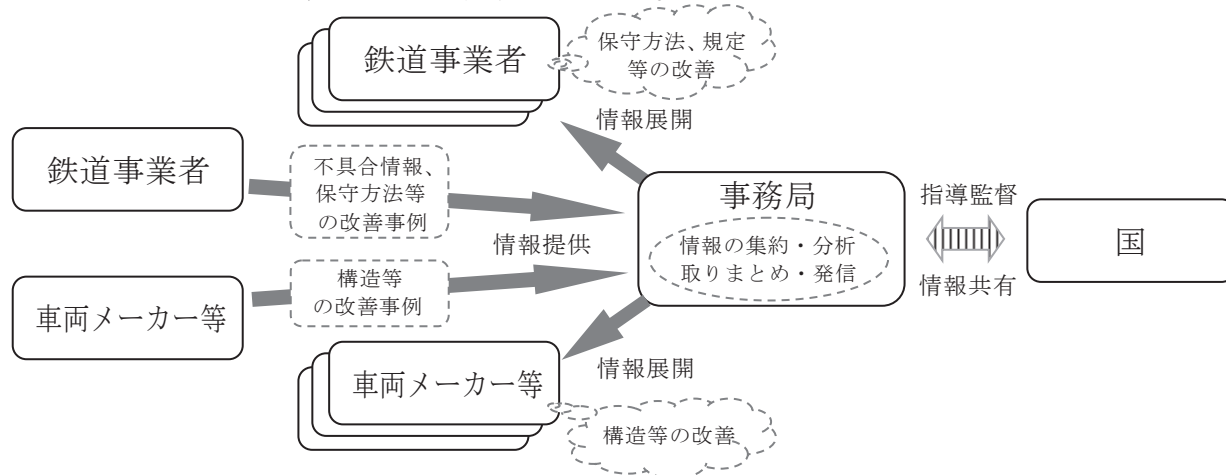 鉄道事業者
保守方法、規定
等の改善
情報展開
鉄道事業者
不具合情報、
保守方法等
の改善事例
事務局
情報の集約・分析
取りまとめ・発信
指導監督
情報共有
国
情報提供
構造等
の改善事例
車両メーカー等
情報展開
車両メーカー等
構造等の改善